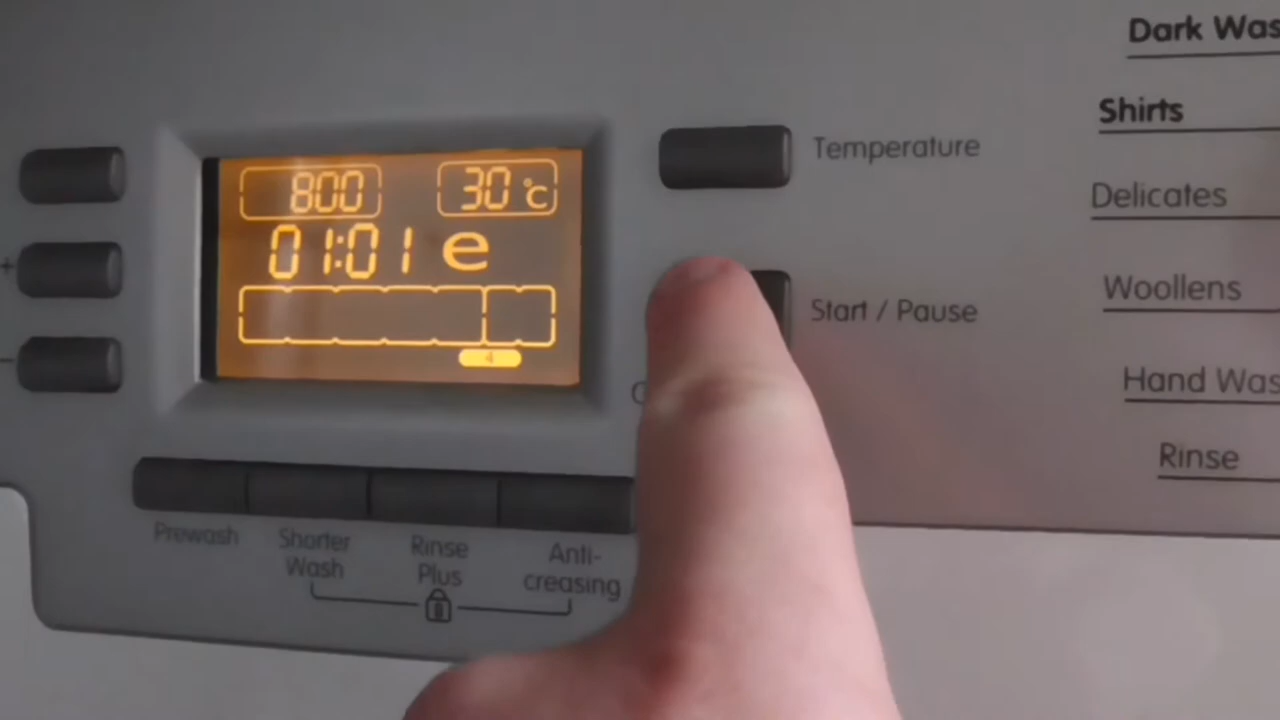 Dark Was
Shirts
Temperature
800
30 °C
Delicates
01:01 e
+
Woollens
Start / Pause
4
-
Hand Was
Rinse
Prewash
Shorter
Wash
Rinse
Plus
Anti-
creasing